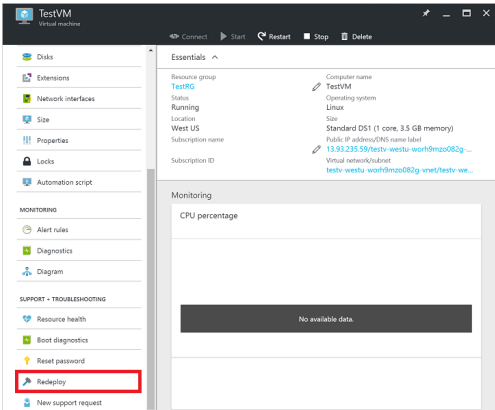 TestVM
Virtual machine
Connect Start Restart Stop Delete
Disks
Extensions
Network interfaces
Size
Properties
Locks
Automation script
MONITORING
Alert rules
Diagnostics
Diagram
SUPPORT + TROUBLESHOOTING
Resource health
Boot diagnostics
Reset password
Redeploy
New support request
Essentials
Resource group
TestRG
Status
Running
Location
West US
Subscription name
Subscription ID
Computer name
TestVM
Operating system
Linux
Size
Standard DS1 (1 core, 3.5 GB memory)
Public IP address/DNS name label
13.93.235.59/testv-westu-worh9mzo082g-...
Virtual network/subnet
testv-westu-worh9mzo082g-vnet/testv-we...
Monitoring
CPU percentage
No available data.